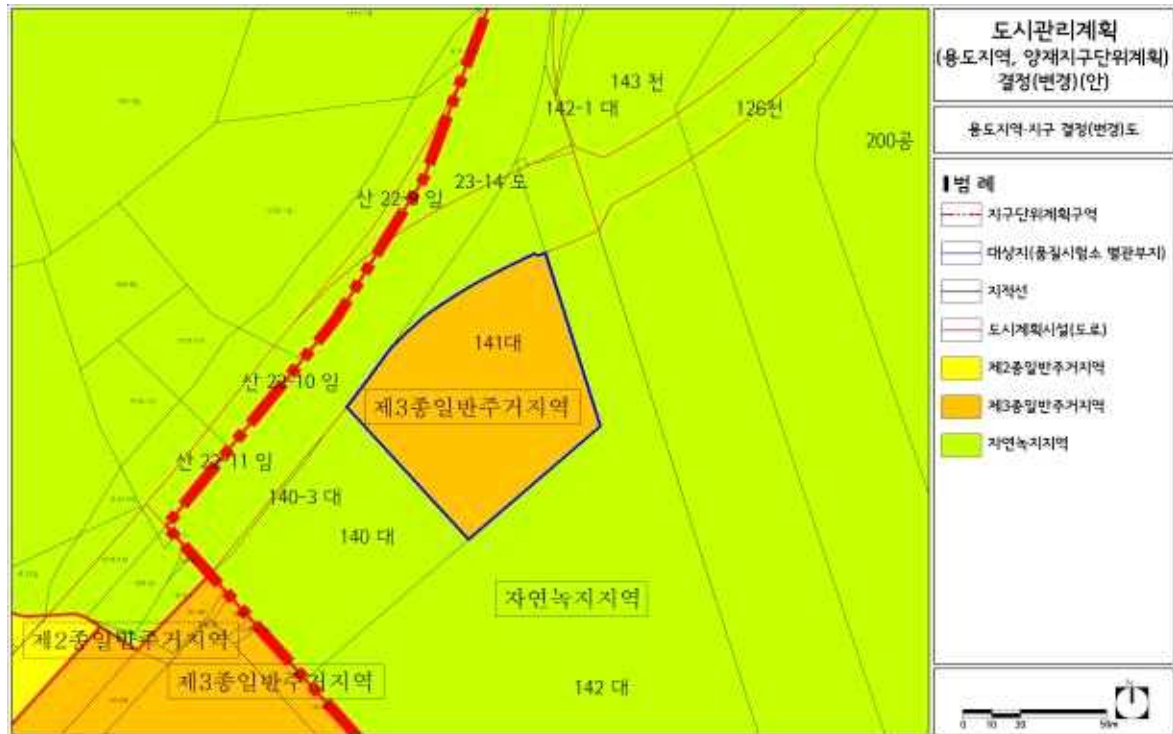 143 천
142-1 대
126천
200공
23-14 도
산 22-9 임
141대
제3종일반주거지역
산 22-10 임
산 22-11 임
140-3 대
140 대
자연녹지지역
제2종일반주거지역
제3종일반주거지역
142 대
도시관리계획
(용도지역, 양재지구단위계획)
결정(변경)(안)
용도지역·지구 결정(변경)도
범 례
지구단위계획구역
대상지(품질시험소 별관부지)
지적선
도시계획시설(도로)
제2종일반주거지역
제3종일반주거지역
자연녹지지역
0 10 20 50m